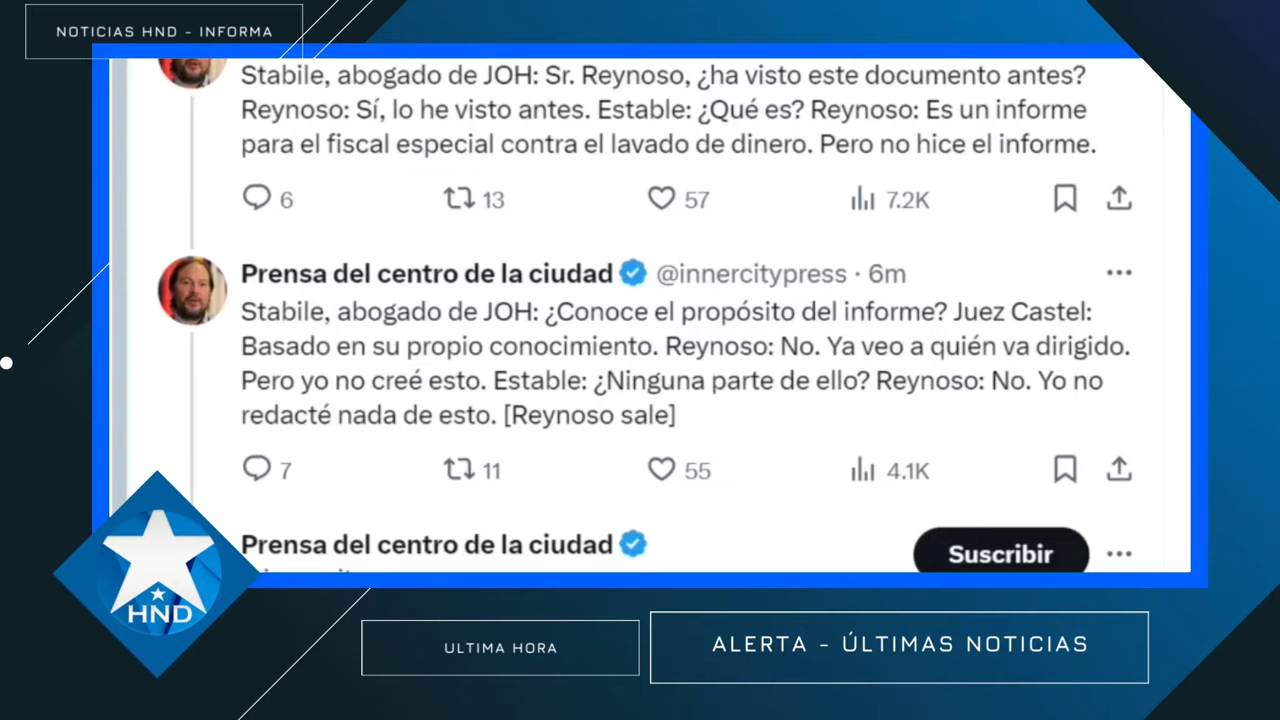 NOTICIAS HND - INFORMA
Stabile, abogado de JOH: Sr. Reynoso, ¿ha visto este documento antes?
Reynoso: Sí, lo he visto antes. Estable: ¿Qué es? Reynoso: Es un informe
para el fiscal especial contra el lavado de dinero. Pero no hice el informe.
6 13 57 7.2K
Prensa del centro de la ciudad @innercitypress · 6m
Stabile, abogado de JOH: ¿Conoce el propósito del informe? Juez Castel:
Basado en su propio conocimiento. Reynoso: No. Ya veo a quién va dirigido.
Pero yo no creé esto. Estable: ¿Ninguna parte de ello? Reynoso: No. Yo no
redacté nada de esto. [Reynoso sale]
7 11 55 4.1K
Prensa del centro de la ciudad
Suscribir
HND
ULTIMA HORA
ALERTA - ÚLTIMAS NOTICIAS